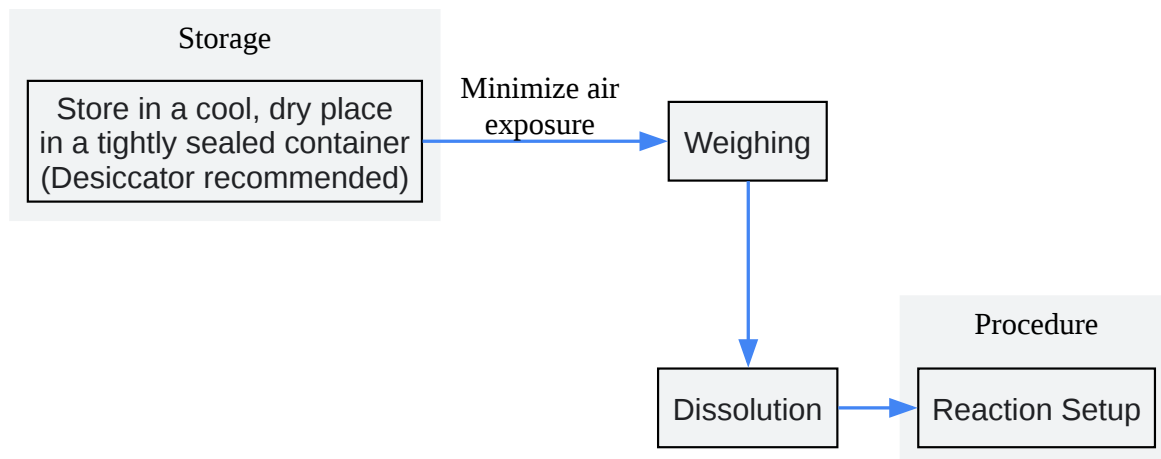 Storage
Store in a cool, dry place
in a tightly sealed container
(Desiccator recommended)
Minimize air
exposure
Weighing
Dissolution
Procedure
Reaction Setup